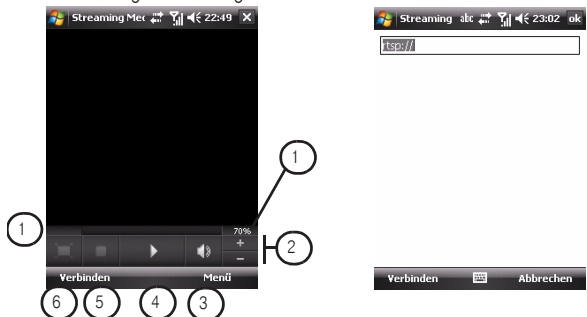 Streaming Med 22:49
70%
+
−
Verbinden Menü
1
1
2
6 5 4 3
Streaming abc 23:02 ok
rtsp://
Verbinden Abbrechen